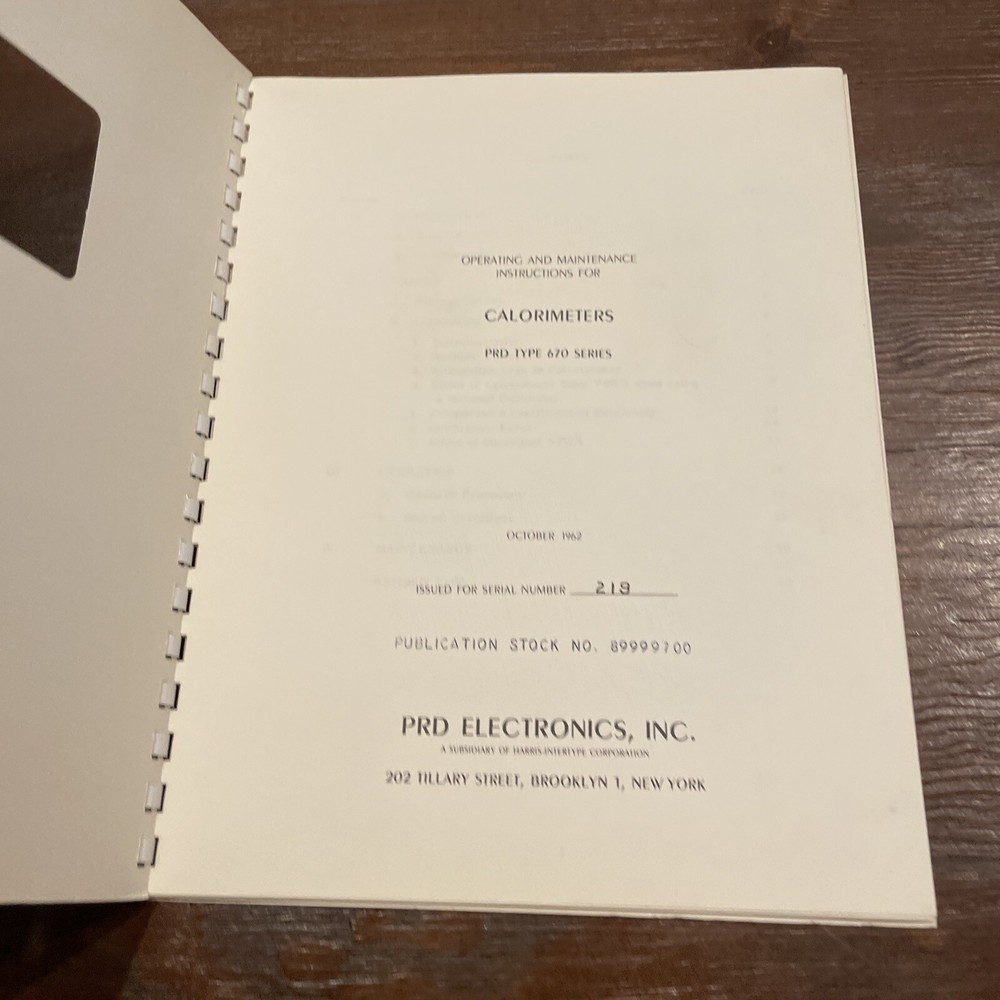 OPERATING AND MAINTENANCE
INSTRUCTIONS FOR
CALORIMETERS
PRD TYPE 670 SERIES
OCTOBER 1962
ISSUED FOR SERIAL NUMBER 219
PUBLICATION STOCK NO. 89999700
PRD ELECTRONICS, INC.
A SUBSIDIARY OF HARRIS-INTERTYPE CORPORATION
202 TILLARY STREET, BROOKLYN 1, NEW YORK